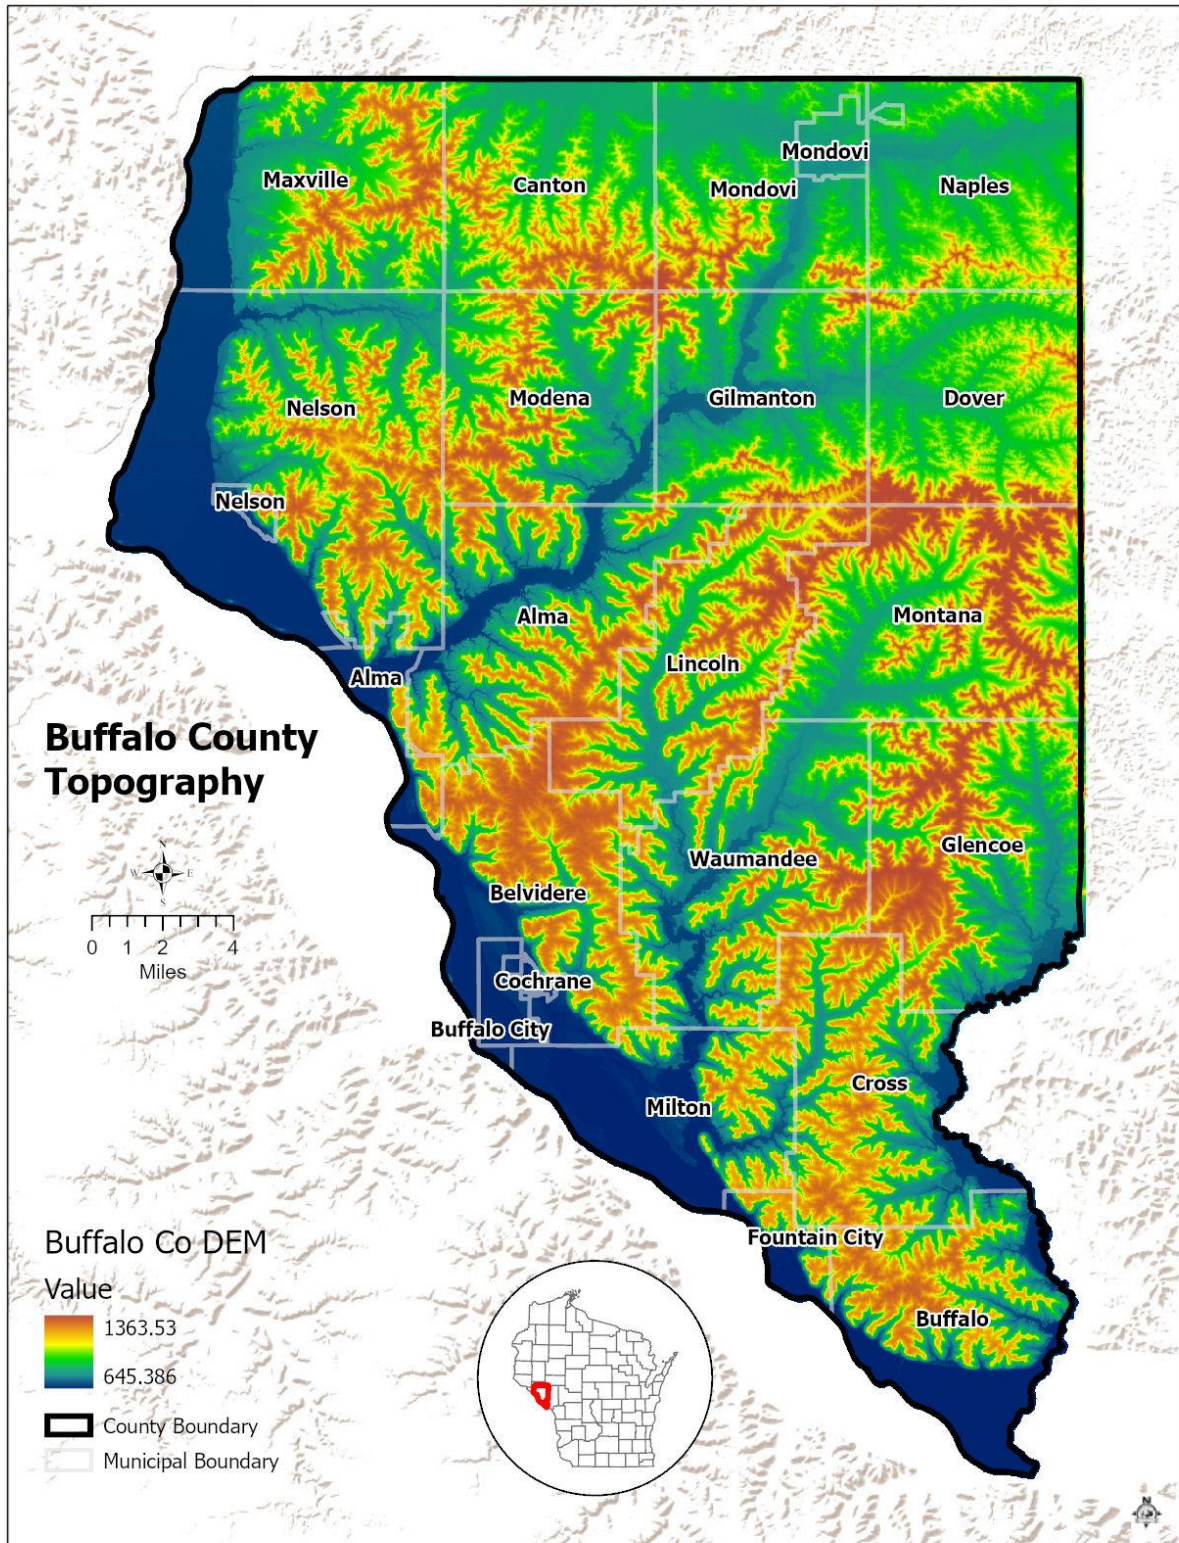 Mondovi
Maxville
Canton
Mondovi
Naples
Nelson
Modena
Gilmanton
Dover
Nelson
Alma
Montana
Lincoln
Alma
Buffalo County
Topography
N
W E
S
0 1 2 4
Miles
Glencoe
Waumandee
Belvidere
Cochrane
Buffalo City
Cross
Milton
Fountain City
Buffalo
Buffalo Co DEM
Value
1363.53
645.386
County Boundary
Municipal Boundary
N